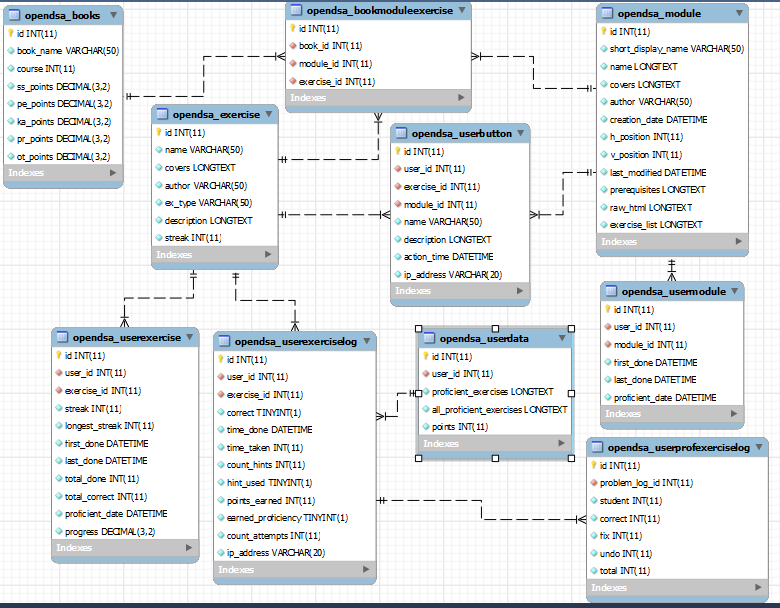 opendsa_books
id INT(11)
book_name VARCHAR(50)
course INT(11)
ss_points DECIMAL(3,2)
pe_points DECIMAL(3,2)
ka_points DECIMAL(3,2)
pr_points DECIMAL(3,2)
ot_points DECIMAL(3,2)
Indexes
opendsa_bookmoduleexercise
id INT(11)
book_id INT(11)
module_id INT(11)
exercise_id INT(11)
Indexes
opendsa_module
id INT(11)
short_display_name VARCHAR(50)
name LONGTEXT
covers LONGTEXT
author VARCHAR(50)
creation_date DATETIME
h_position INT(11)
v_position INT(11)
last_modified DATETIME
prerequisites LONGTEXT
raw_html LONGTEXT
exercise_list LONGTEXT
Indexes
opendsa_exercise
id INT(11)
name VARCHAR(50)
covers LONGTEXT
author VARCHAR(50)
ex_type VARCHAR(50)
description LONGTEXT
streak INT(11)
Indexes
opendsa_userbutton
id INT(11)
user_id INT(11)
exercise_id INT(11)
module_id INT(11)
name VARCHAR(50)
description LONGTEXT
action_time DATETIME
ip_address VARCHAR(20)
Indexes
opendsa_usermodule
id INT(11)
user_id INT(11)
module_id INT(11)
first_done DATETIME
last_done DATETIME
proficient_date DATETIME
Indexes
opendsa_userexercise
id INT(11)
user_id INT(11)
exercise_id INT(11)
streak INT(11)
longest_streak INT(11)
first_done DATETIME
last_done DATETIME
total_done INT(11)
total_correct INT(11)
proficient_date DATETIME
progress DECIMAL(3,2)
Indexes
opendsa_userexerciselog
id INT(11)
user_id INT(11)
exercise_id INT(11)
correct TINYINT(1)
time_done DATETIME
time_taken INT(11)
count_hints INT(11)
hint_used TINYINT(1)
points_earned INT(11)
earned_proficiency TINYINT(1)
count_attempts INT(11)
ip_address VARCHAR(20)
Indexes
opendsa_userdata
id INT(11)
user_id INT(11)
proficient_exercises LONGTEXT
all_proficient_exercises LONGTEXT
points INT(11)
Indexes
opendsa_userprofexerciselog
id INT(11)
problem_log_id INT(11)
student INT(11)
correct INT(11)
fix INT(11)
undo INT(11)
total INT(11)
Indexes